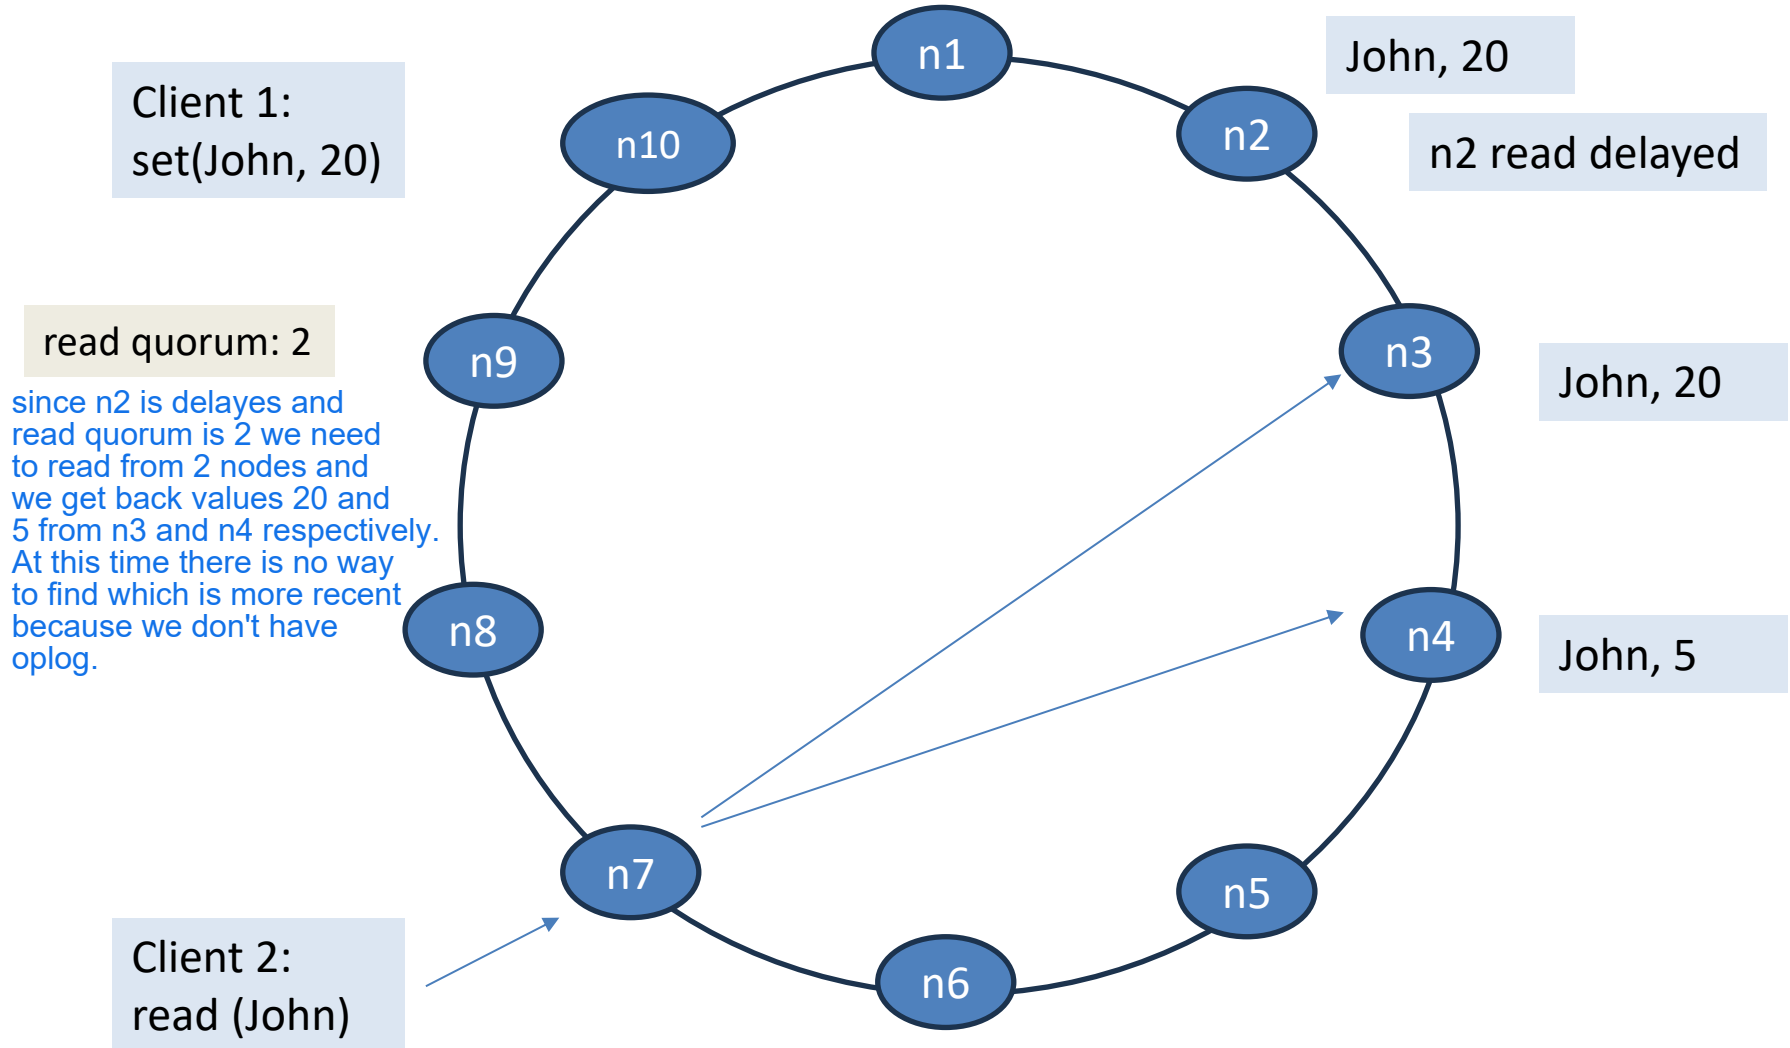 n1
John, 20
Client 1:
set(John, 20)
n10
n2
n2 read delayed
read quorum: 2
n9
n3
John, 20
since n2 is delayes and
read quorum is 2 we need
to read from 2 nodes and
we get back values 20 and
5 from n3 and n4 respectively.
At this time there is no way
to find which is more recent
because we don't have
oplog.
n8
n4
John, 5
n7
n5
Client 2:
read (John)
n6